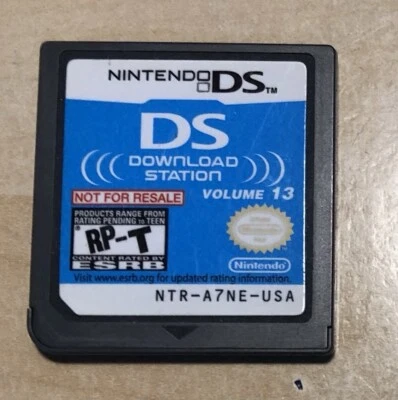 NINTENDO DS TM
DS
DOWNLOAD
STATION
NOT FOR RESALE
VOLUME 13
PRODUCTS RANGE FROM
RATING PENDING TO TEEN
RP-T
CONTENT RATED BY
ESRB
Nintendo
Visit www.esrb.org for updated rating information.
NTR-A7NE-USA